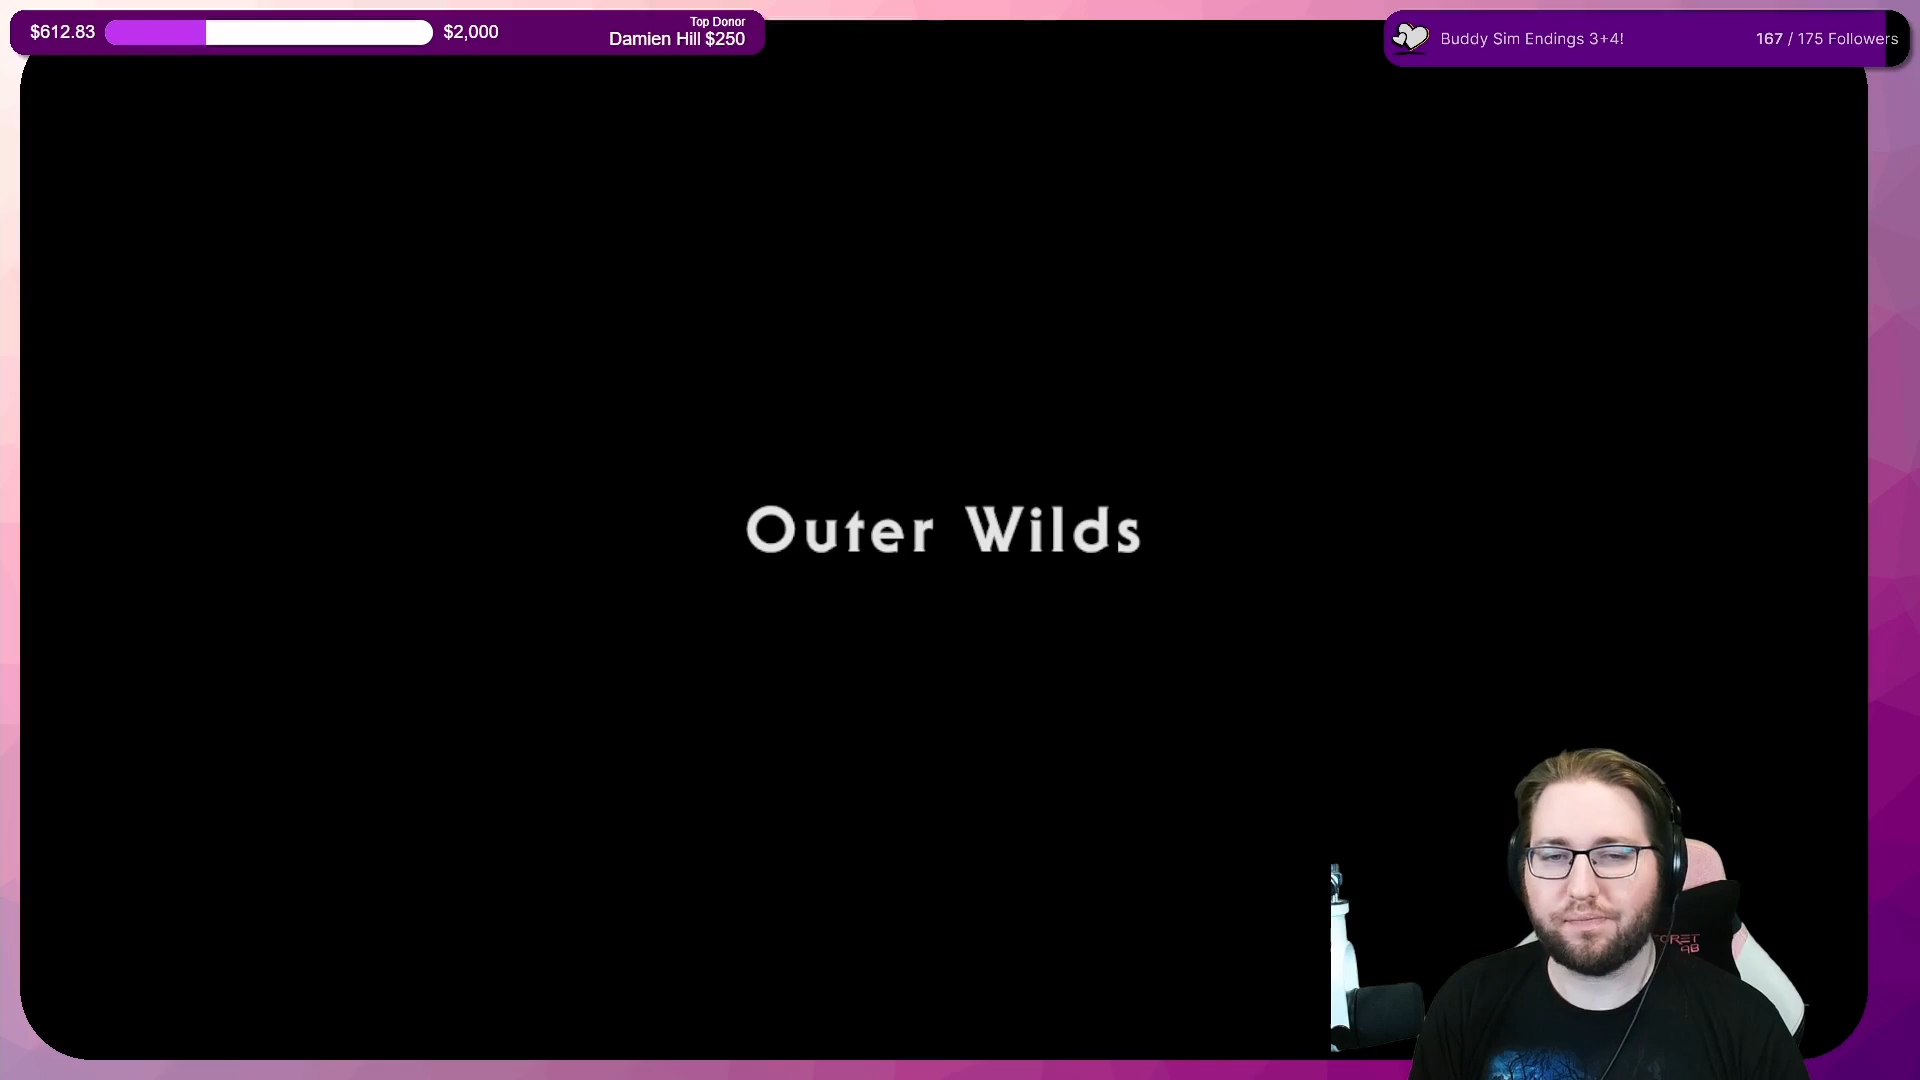 $612.83
$2,000
Top Donor
Damien Hill $250
Buddy Sim Endings 3+4!
167 / 175 Followers
Outer Wilds